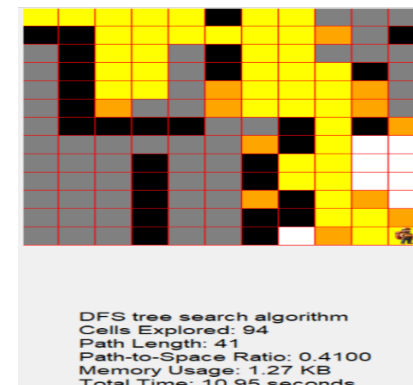 DFS tree search algorithm
Cells Explored: 94
Path Length: 41
Path-to-Space Ratio: 0.4100
Memory Usage: 1.27 KB
Total Time: 10.95 seconds